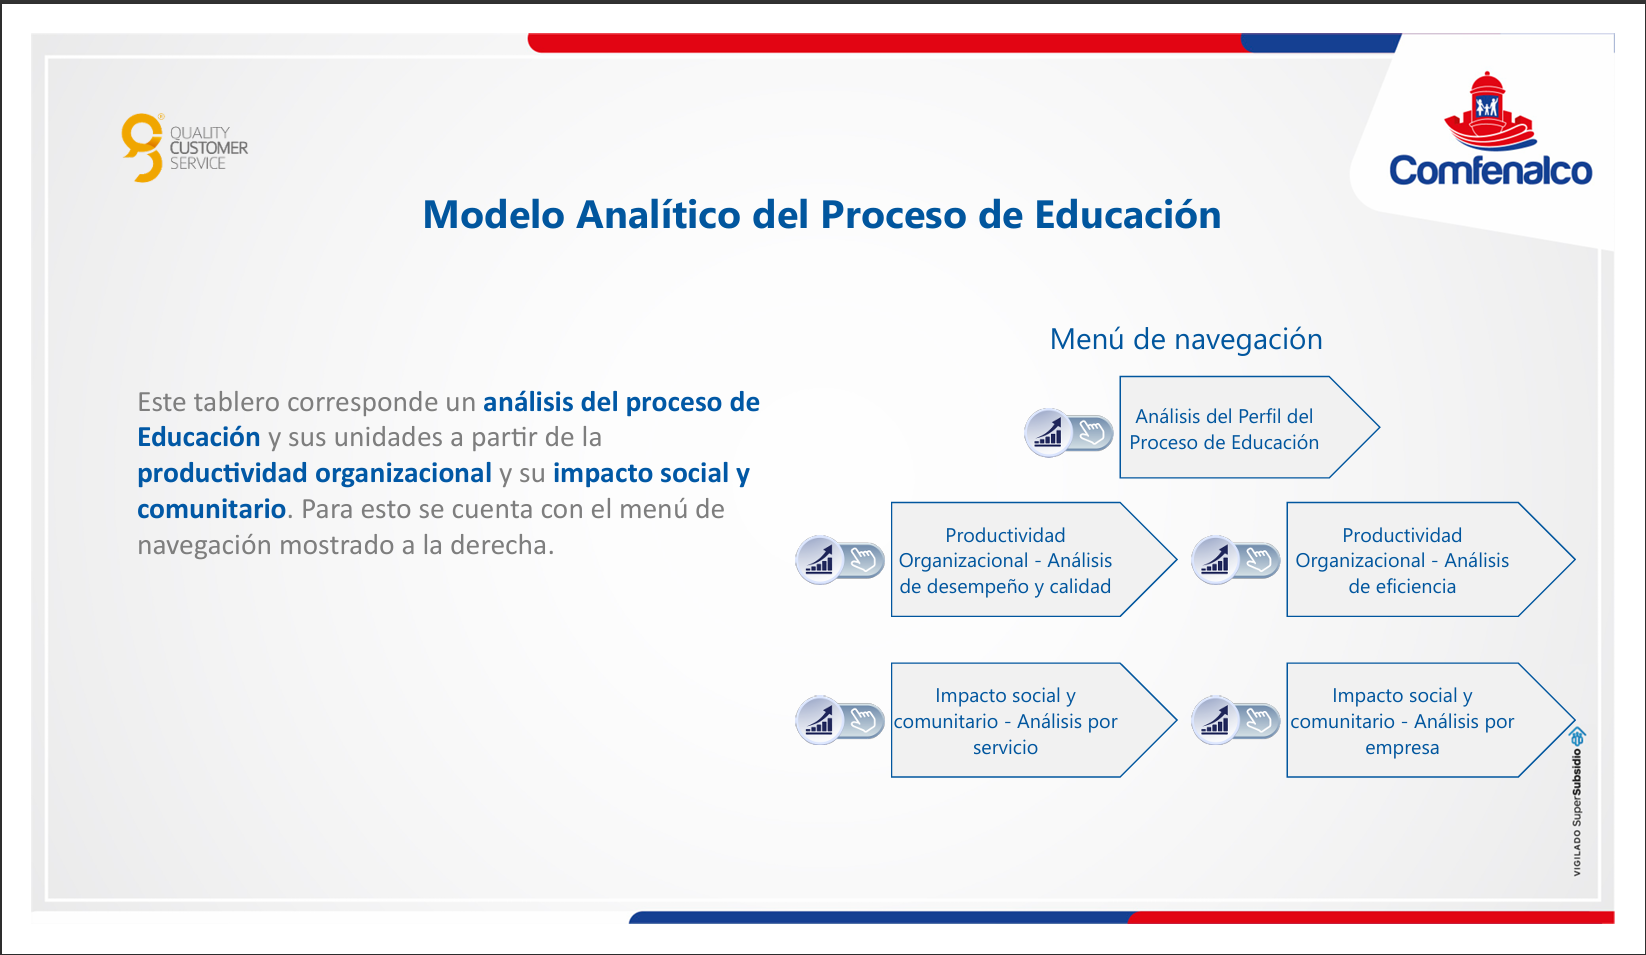 QUALITY
CUSTOMER
SERVICE
Comfenalco
Modelo Analítico del Proceso de Educación
Este tablero corresponde un análisis del proceso de
Educación y sus unidades a partir de la
productividad organizacional y su impacto social y
comunitario. Para esto se cuenta con el menú de
navegación mostrado a la derecha.
Menú de navegación
Análisis del Perfil del
Proceso de Educación
Productividad
Organizacional - Análisis
de desempeño y calidad
Productividad
Organizacional - Análisis
de eficiencia
Impacto social y
comunitario - Análisis por
servicio
Impacto social y
comunitario - Análisis por
empresa
VIGILADO SuperSubsidio